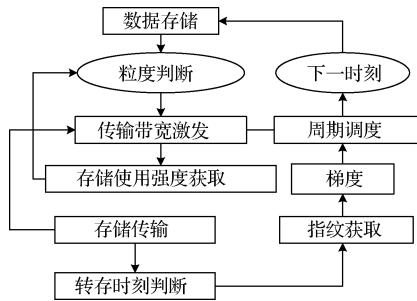 数据存储
粒度判断
下一时刻
传输带宽激发
周期调度
存储使用强度获取
梯度
存储传输
指纹获取
转存时刻判断